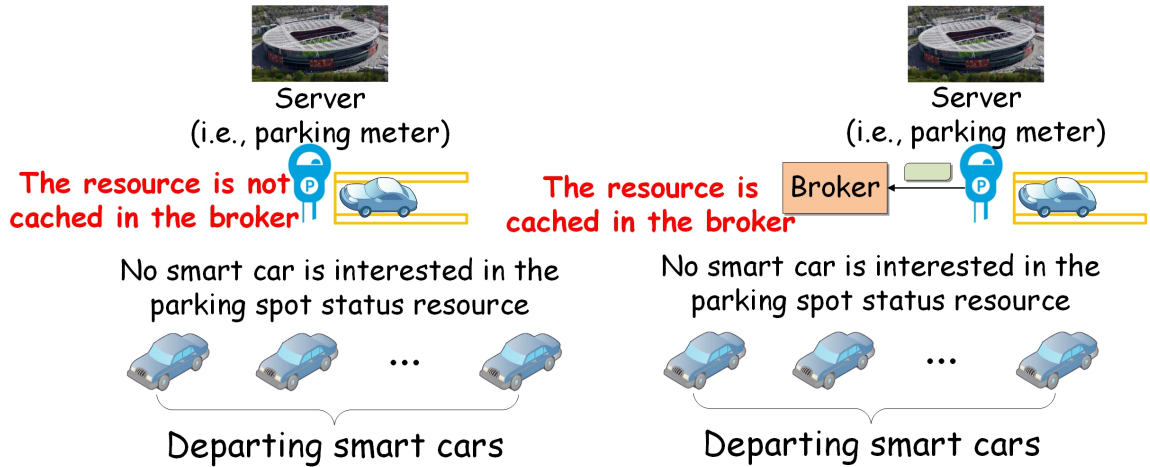 Server
(i.e., parking meter)
P
The resource is not
cached in the broker
No smart car is interested in the
parking spot status resource
...
Departing smart cars
Server
(i.e., parking meter)
The resource is
cached in the broker
Broker
P
No smart car is interested in the
parking spot status resource
...
Departing smart cars